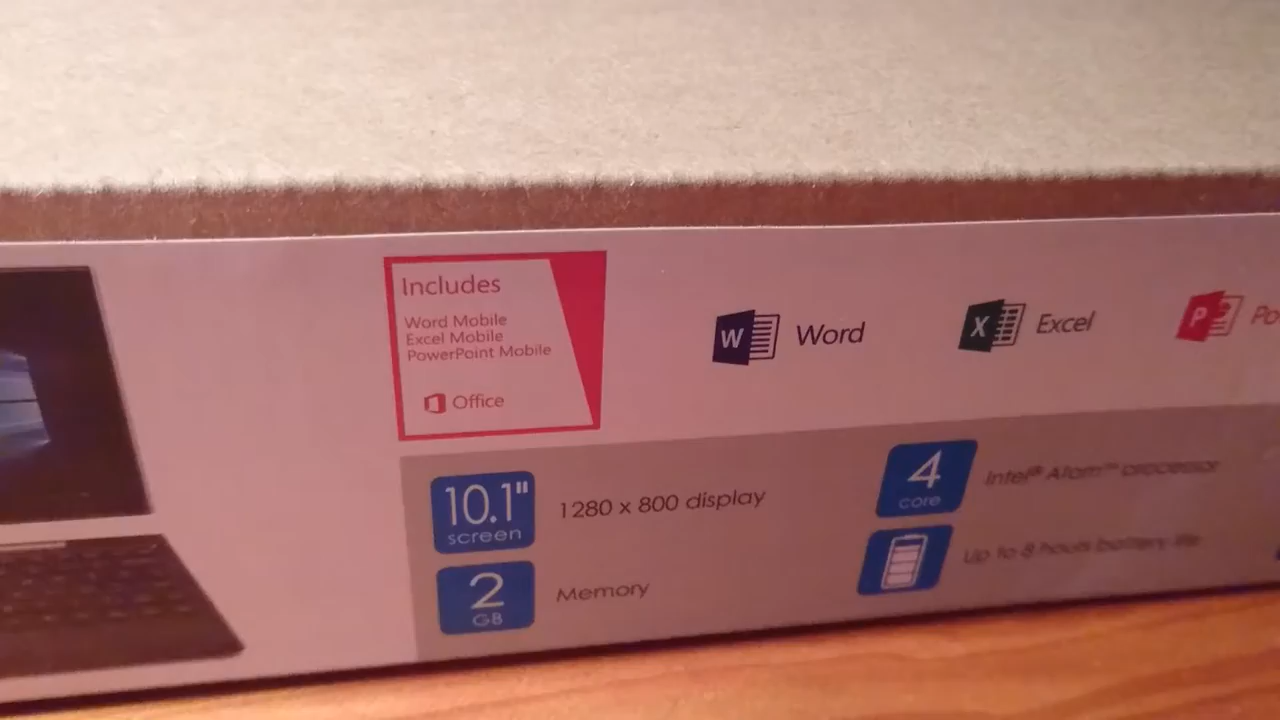 Includes
Word Mobile
Excel Mobile
PowerPoint Mobile
Office
W Word
X Excel
P Po
10.1"
screen
1280 x 800 display
4
core
Intel® Atom™ processor
2
GB
Memory
Up to 8 hours battery life